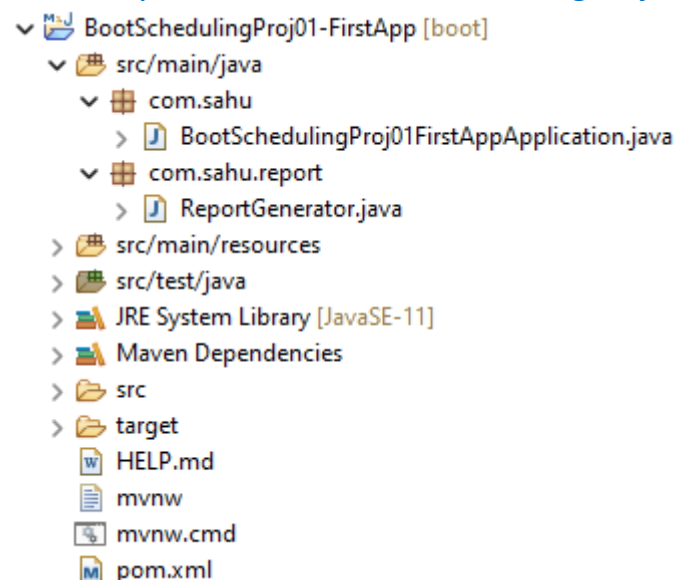 BootSchedulingProj01-FirstApp [boot]
src/main/java
com.sahu
BootSchedulingProj01FirstAppApplication.java
com.sahu.report
ReportGenerator.java
src/main/resources
src/test/java
JRE System Library [JavaSE-11]
Maven Dependencies
src
target
HELP.md
mvnw
mvnw.cmd
pom.xml